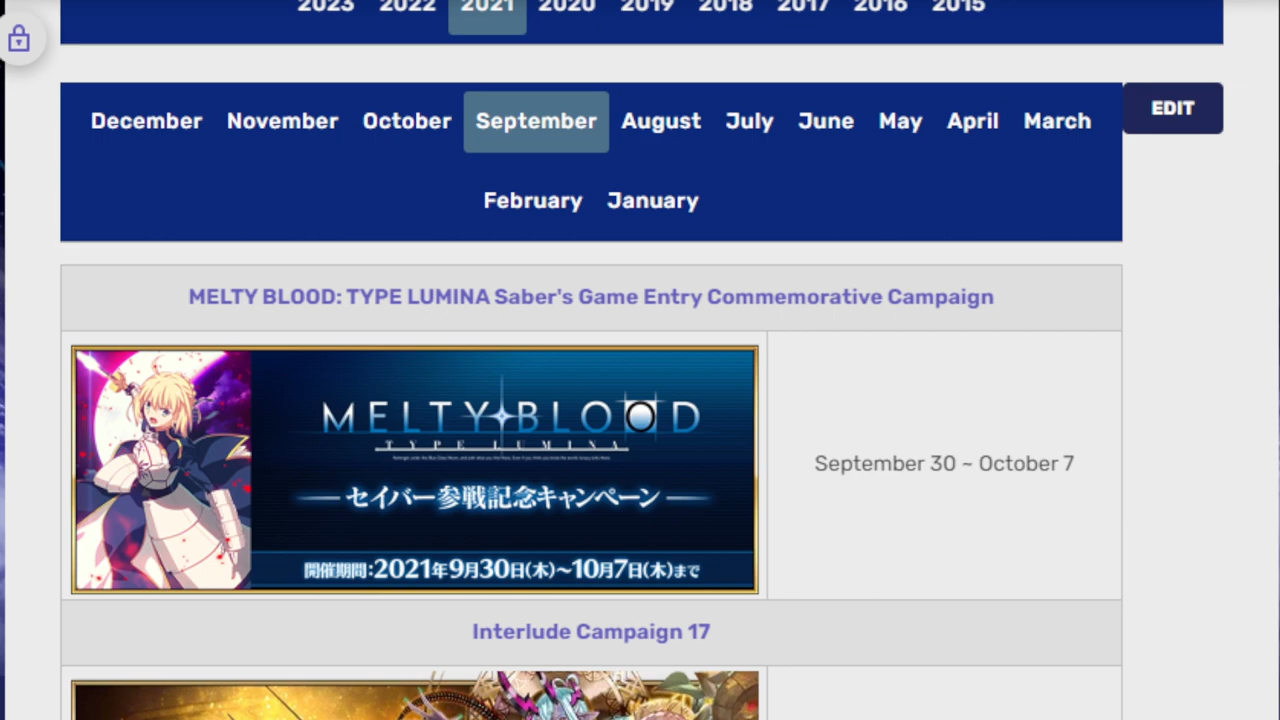 2023 2022 2021 2020 2019 2018 2017 2016 2015
December November October September August July June May April March
EDIT
February January
MELTY BLOOD: TYPE LUMINA Saber's Game Entry Commemorative Campaign
MELTY BLOOD
TYPE LUMINA
セイバー参戦記念キャンペーン
開催期間:2021年9月30日(木)~10月7日(木)まで
September 30 ~ October 7
Interlude Campaign 17